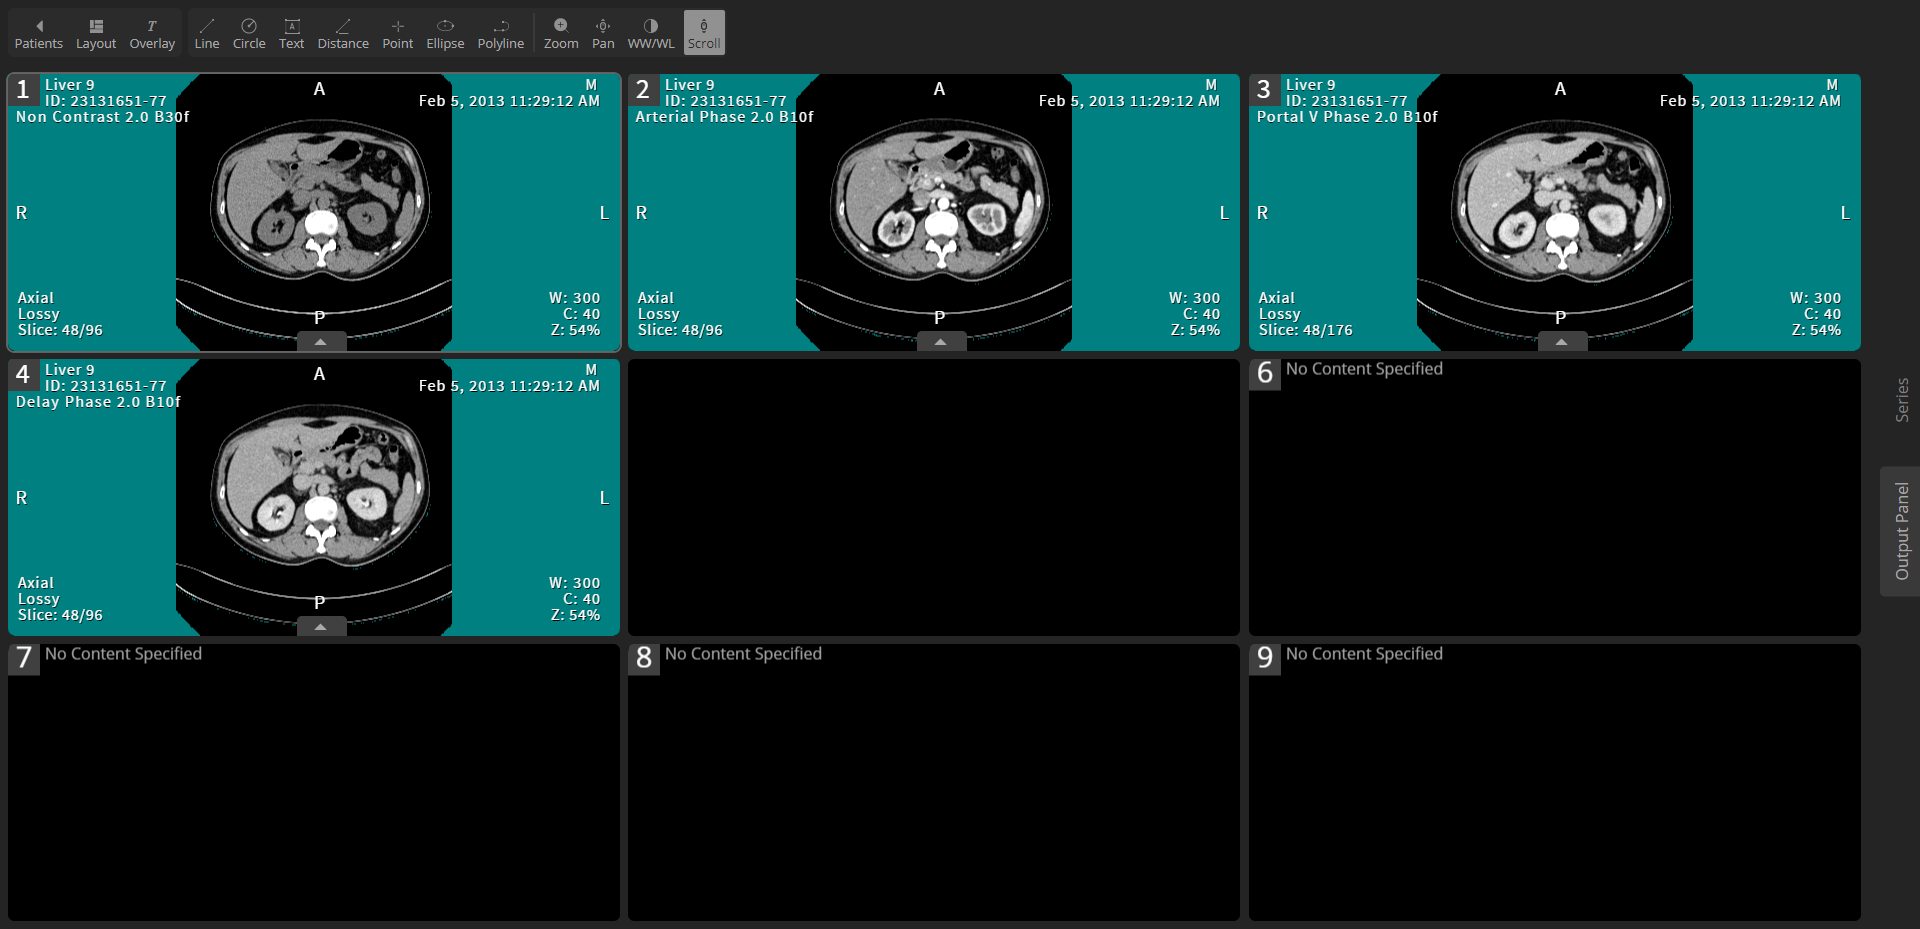 Patients Layout Overlay Line Circle Text Distance Point Ellipse Polyline Zoom Pan WW/WL Scroll
1
Liver 9
ID: 23131651-77
Non Contrast 2.0 B30f
A
M
Feb 5, 2013 11:29:12 AM
R
L
Axial
Lossy
Slice: 48/96
P
W: 300
C: 40
Z: 54%
2
Liver 9
ID: 23131651-77
Arterial Phase 2.0 B10f
A
M
Feb 5, 2013 11:29:12 AM
R
L
Axial
Lossy
Slice: 48/96
P
W: 300
C: 40
Z: 54%
3
Liver 9
ID: 23131651-77
Portal V Phase 2.0 B10f
A
M
Feb 5, 2013 11:29:12 AM
R
L
Axial
Lossy
Slice: 48/176
P
W: 300
C: 40
Z: 54%
4
Liver 9
ID: 23131651-77
Delay Phase 2.0 B10f
A
M
Feb 5, 2013 11:29:12 AM
R
L
Axial
Lossy
Slice: 48/96
P
W: 300
C: 40
Z: 54%
6 No Content Specified
7 No Content Specified
8 No Content Specified
9 No Content Specified
Series
Output Panel